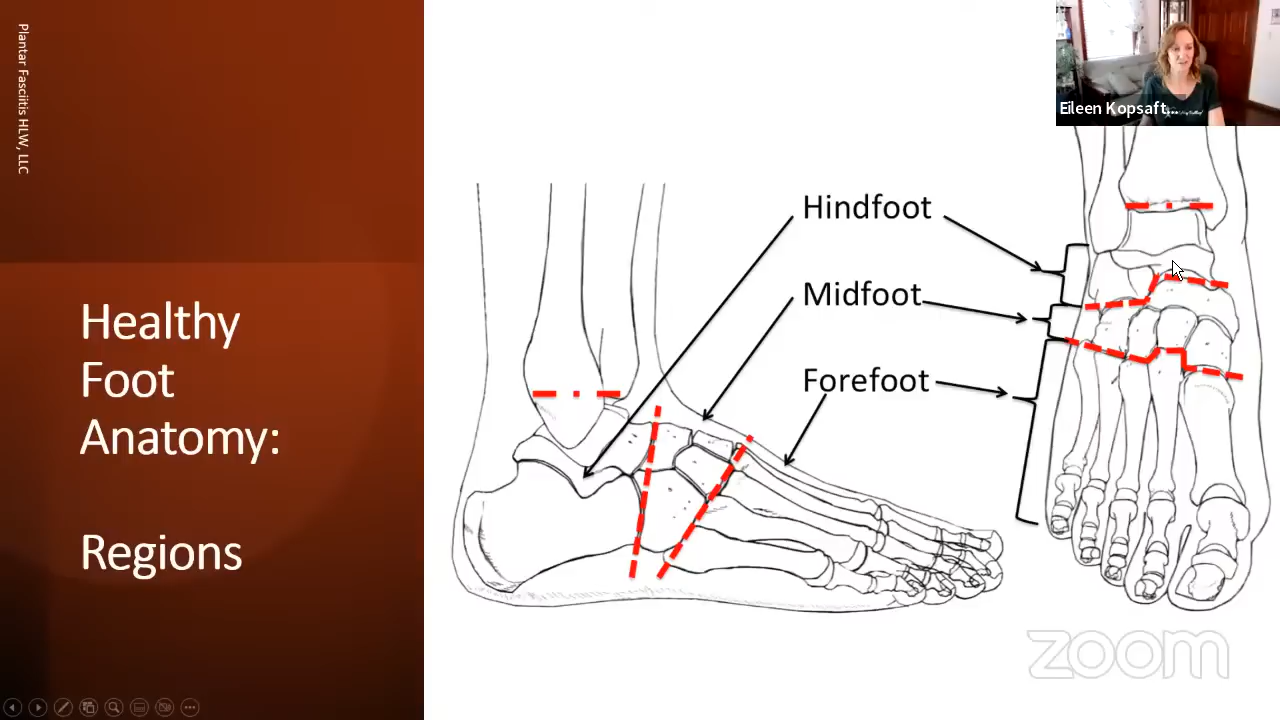 Plantar Fasciitis HLW, LLC
Healthy
Foot
Anatomy:
Regions
Hindfoot
Midfoot
Forefoot
Eileen Kopsaft
zoom